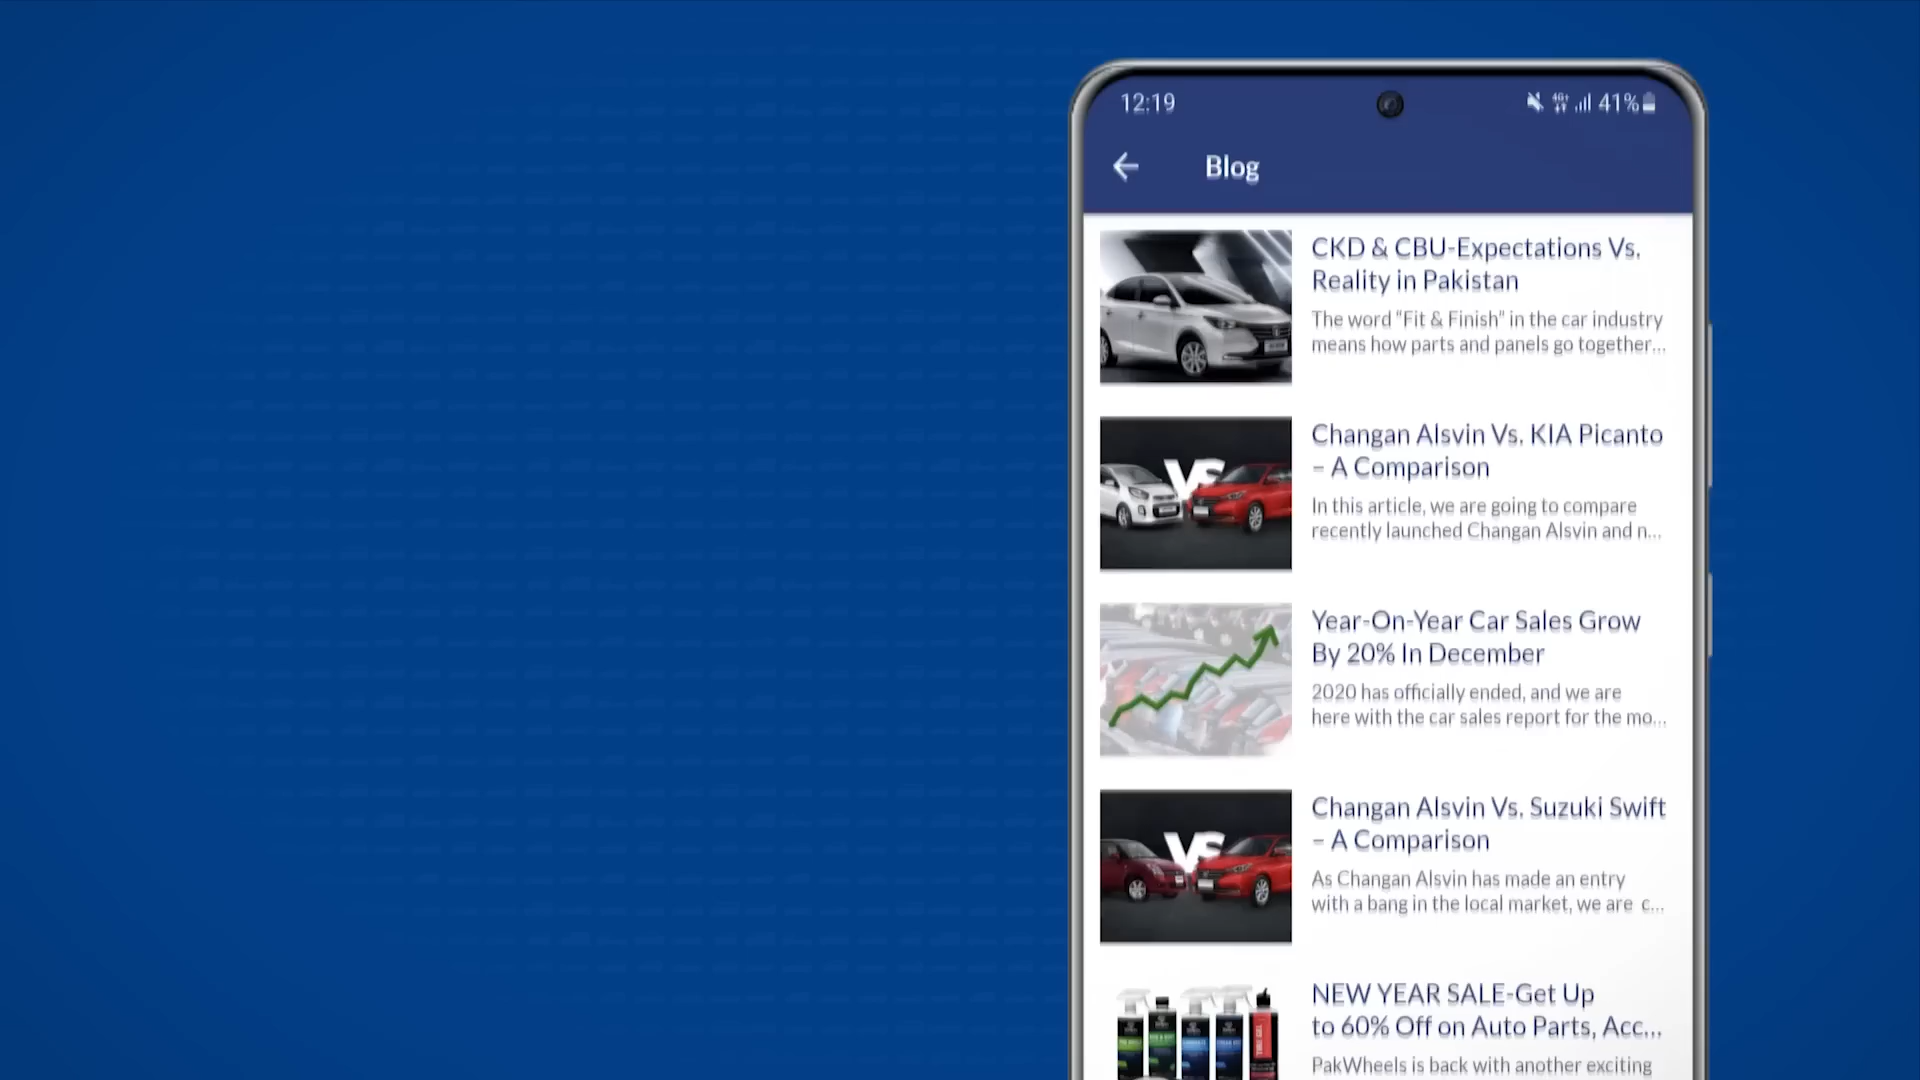 12:19
4G+ 41%
Blog
CKD & CBU-Expectations Vs.
Reality in Pakistan
The word “Fit & Finish” in the car industry
means how parts and panels go together...
VS
Changan Alsvin Vs. KIA Picanto
– A Comparison
In this article, we are going to compare
recently launched Changan Alsvin and n...
Year-On-Year Car Sales Grow
By 20% In December
2020 has officially ended, and we are
here with the car sales report for the mo...
VS
Changan Alsvin Vs. Suzuki Swift
– A Comparison
As Changan Alsvin has made an entry
with a bang in the local market, we are c...
NEW YEAR SALE-Get Up
to 60% Off on Auto Parts, Acc...
PakWheels is back with another exciting